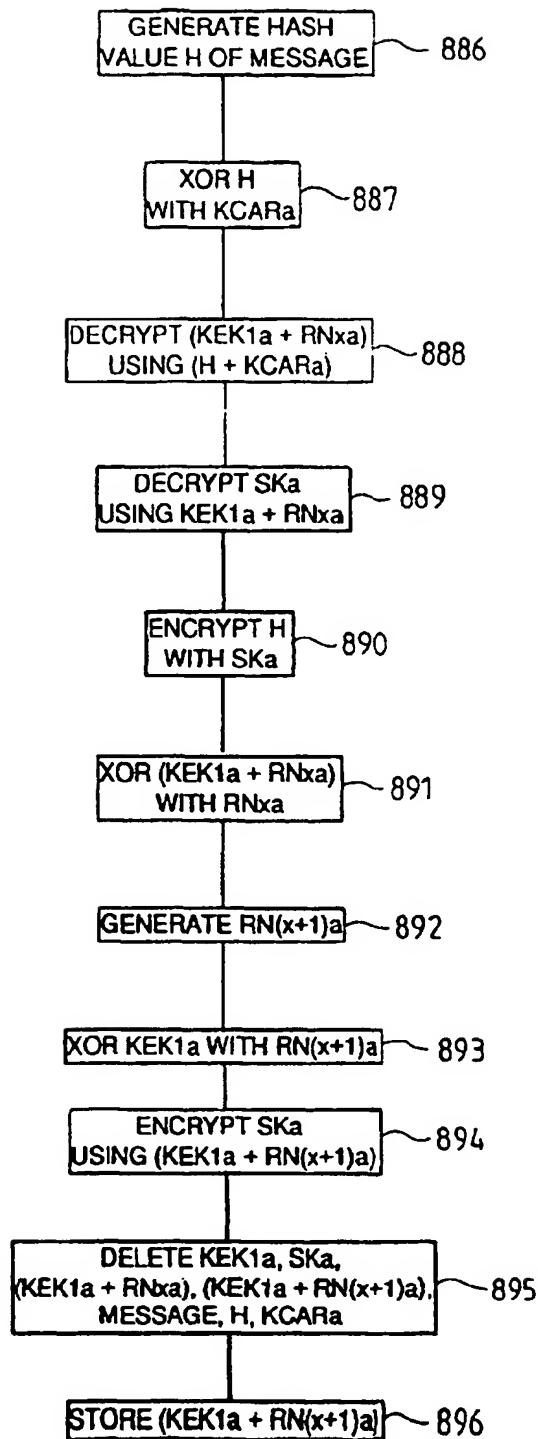 GENERATE HASH
VALUE H OF MESSAGE
886
XOR H
WITH KCARa
887
DECRYPT (KEK1a + RNxa)
USING (H + KCARa)
888
DECRYPT SKa
USING KEK1a + RNxa
889
ENCRYPT H
WITH SKa
890
XOR (KEK1a + RNxa)
WITH RNxa
891
GENERATE RN(x+1)a
892
XOR KEK1a WITH RN(x+1)a
893
ENCRYPT SKa
USING (KEK1a + RN(x+1)a)
894
DELETE KEK1a, SKa,
(KEK1a + RNxa), (KEK1a + RN(x+1)a),
MESSAGE, H, KCARa
895
STORE (KEK1a + RN(x+1)a)
896